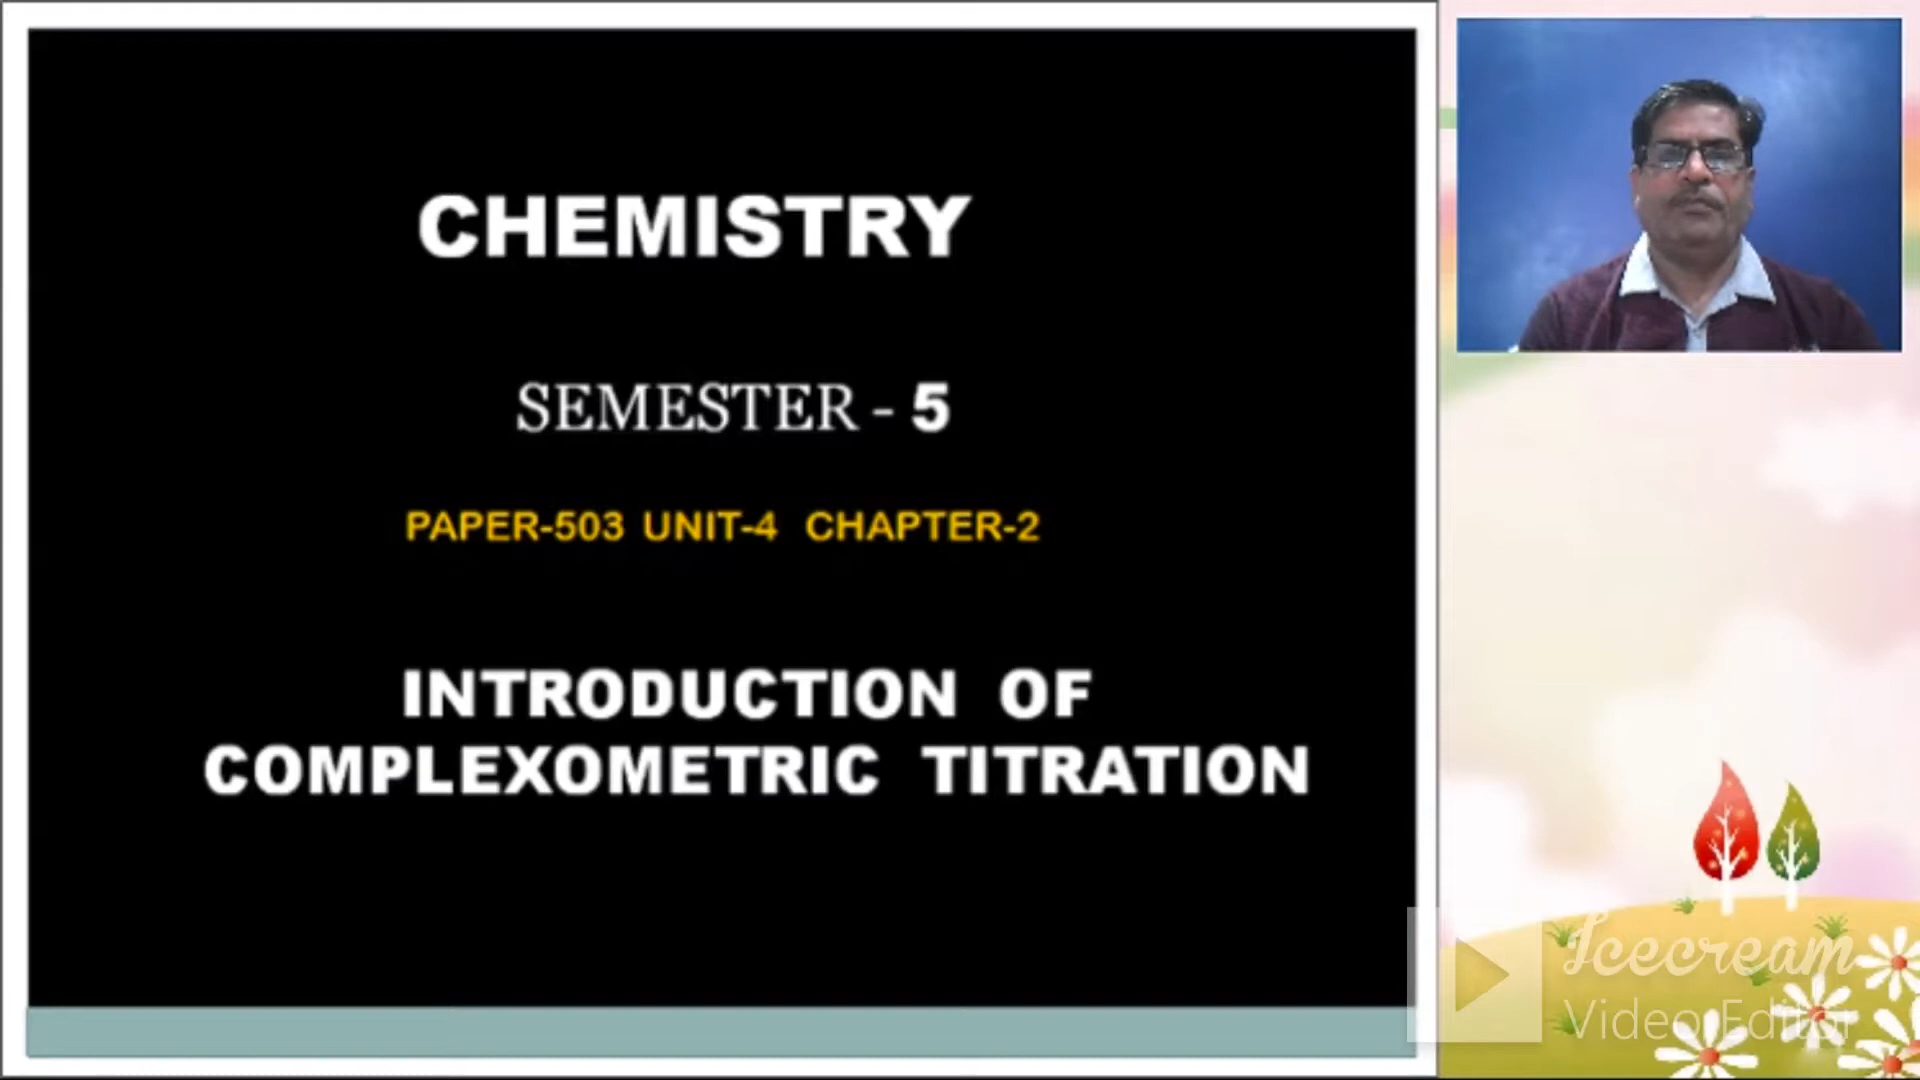 CHEMISTRY
SEMESTER - 5
PAPER-503 UNIT-4 CHAPTER-2
INTRODUCTION OF
COMPLEXOMETRIC TITRATION
Icecream
Video Editor